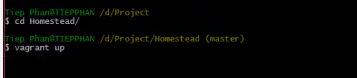 Tiep Phan@TIEPPHAN /d/Project
$ cd Homestead/
Tiep Phan@TIEPPHAN /d/Project/Homestead (master)
$ vagrant up